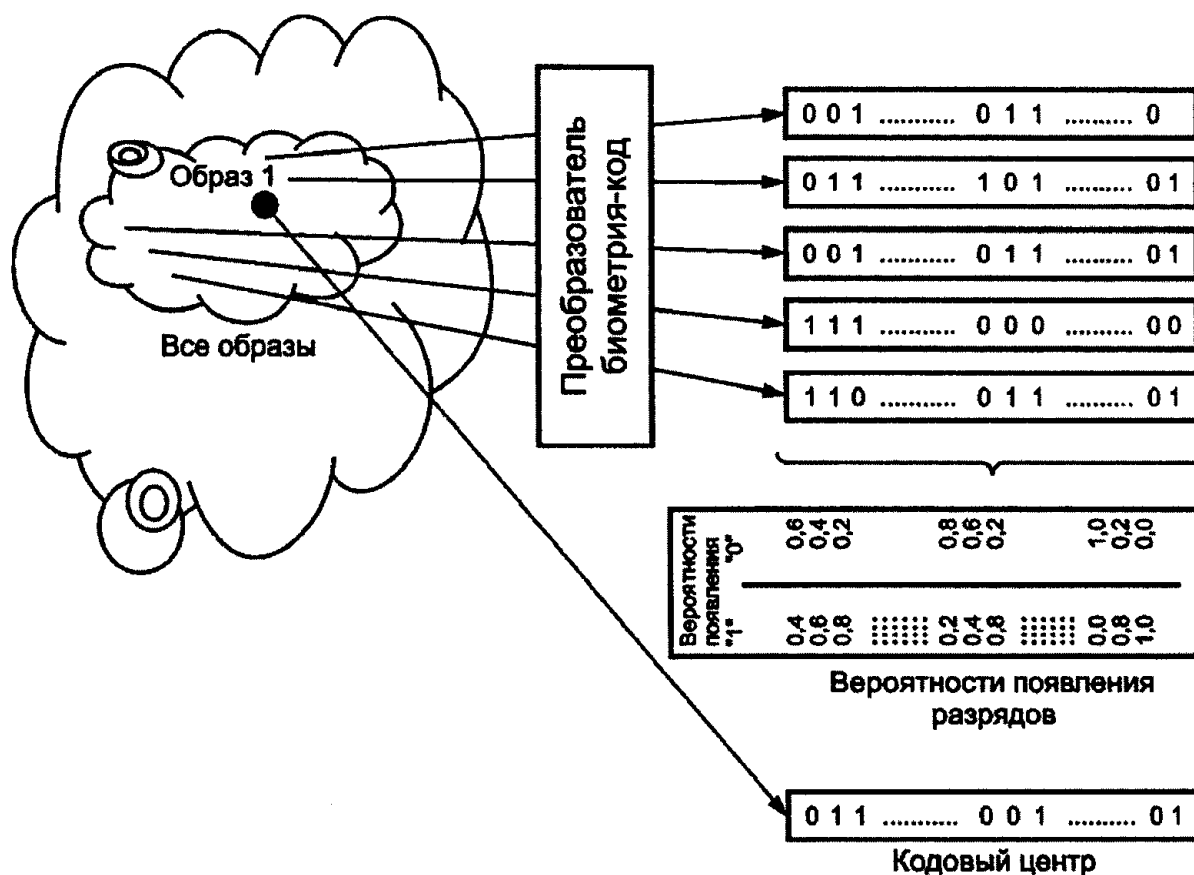 Образ 1
Все образы
Преобразователь
биометрия-код
0 0 1 ........... 0 1 1 .......... 0
0 1 1 ........... 1 0 1 .......... 0 1
0 0 1 ........... 0 1 1 .......... 0 1
1 1 1 ........... 0 0 0 .......... 0 0
1 1 0 ........... 0 1 1 .......... 0 1
Вероятности
появления
"1" "0"
0,6
0,4
0,2
0,8
0,6
0,2
1,0
0,2
0,0
0,4
0,6
0,8
0,2
0,4
0,8
0,0
0,8
1,0
Вероятности появления
разрядов
0 1 1 ........... 0 0 1 .......... 0 1
Кодовый центр